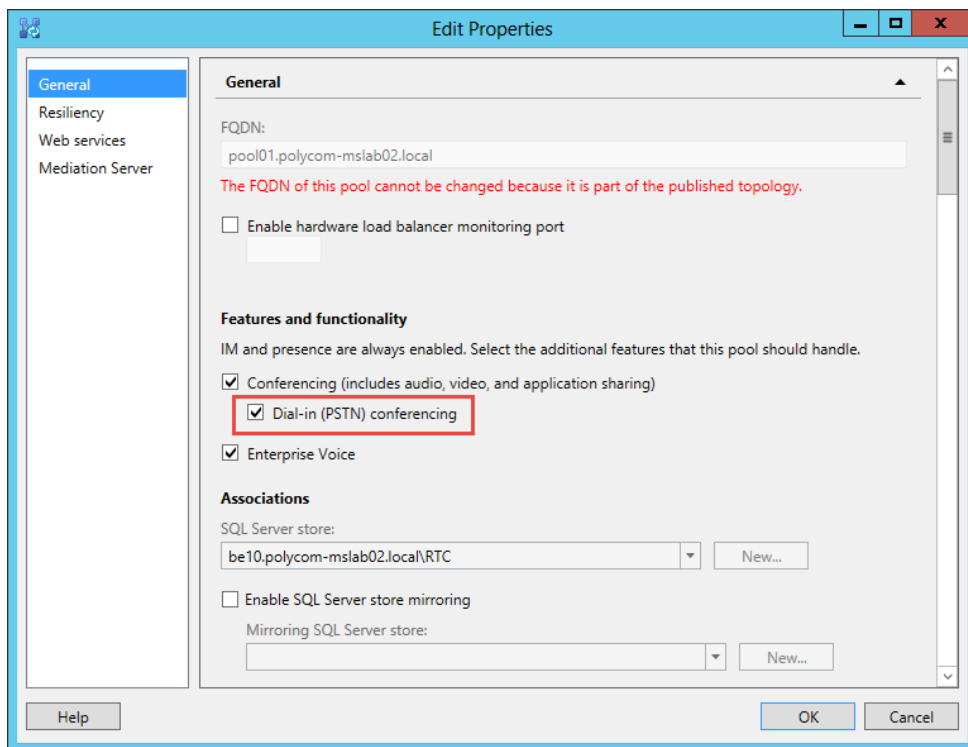 Edit Properties
General
Resiliency
Web services
Mediation Server
General
FQDN:
pool01.polycom-mslab02.local
The FQDN of this pool cannot be changed because it is part of the published topology.
Enable hardware load balancer monitoring port
Features and functionality
IM and presence are always enabled. Select the additional features that this pool should handle.
Conferencing (includes audio, video, and application sharing)
Dial-in (PSTN) conferencing
Enterprise Voice
Associations
SQL Server store:
be10.polycom-mslab02.local\RTC
New...
Enable SQL Server store mirroring
Mirroring SQL Server store:
New...
Help
OK
Cancel